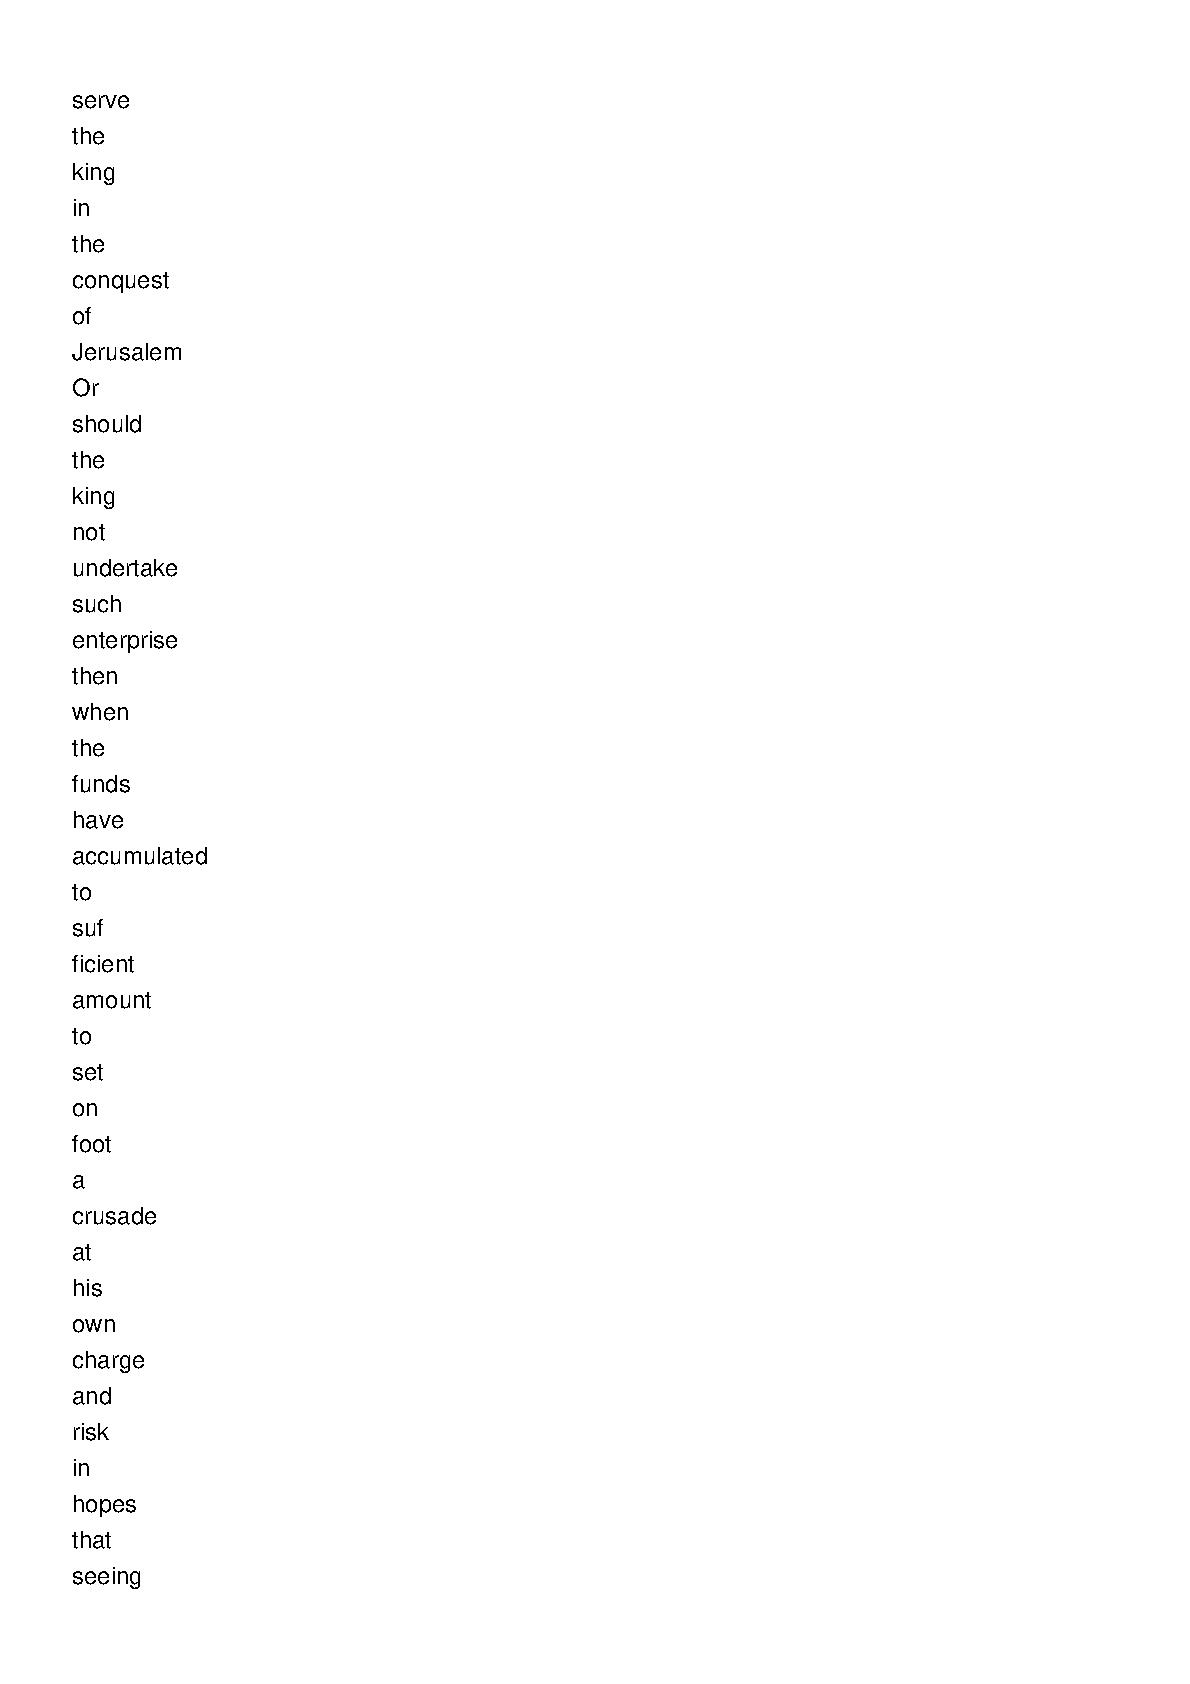 serve
the
king
in
the
conquest
of
Jerusalem
Or
should
the
king
not
undertake
such
enterprise
then
when
the
funds
have
accumulated
to
suf
ficient
amount
to
set
on
foot
a
crusade
at
his
own
charge
and
risk
in
hopes
that
seeing